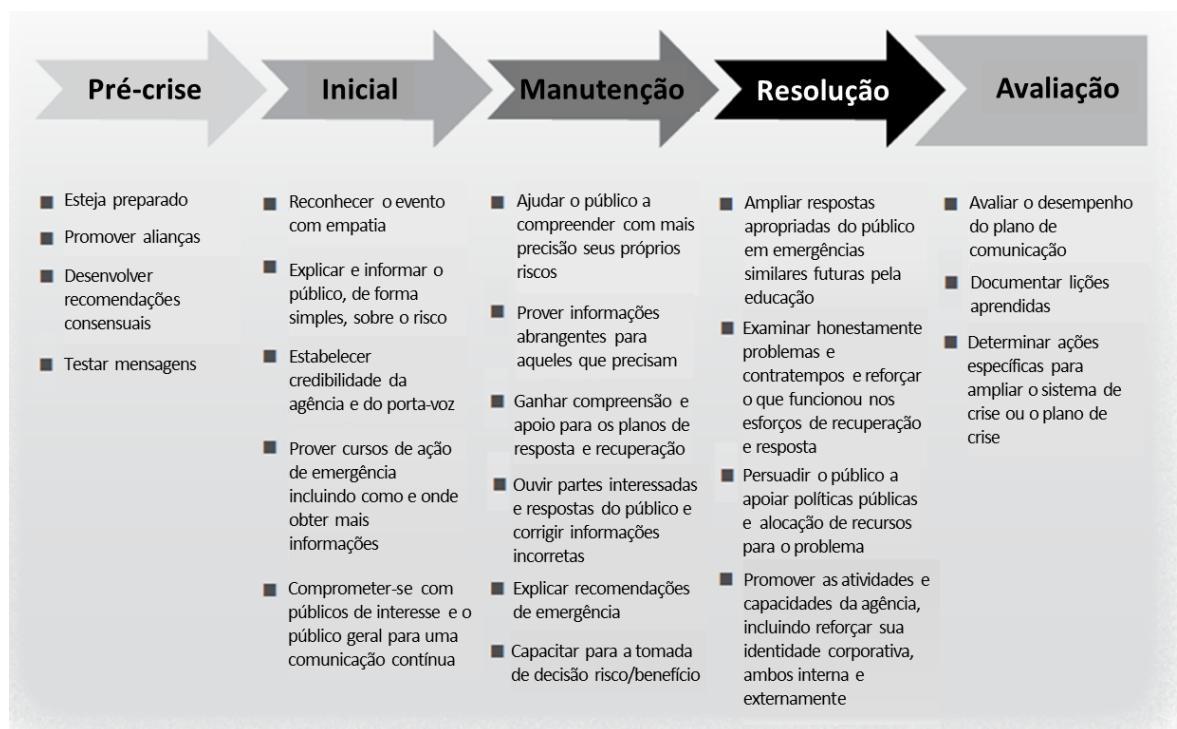 Pré-crise
Inicial
Manutenção
Resolução
Avaliação
Esteja preparado
Promover alianças
Desenvolver
recomendações
consensuais
Testar mensagens
Reconhecer o evento
com empatia
Explicar e informar o
público, de forma
simples, sobre o risco
Estabelecer
credibilidade da
agência e do porta-voz
Prover cursos de ação
de emergência
incluindo como e onde
obter mais
informações
Comprometer-se com
públicos de interesse e o
público geral para uma
comunicação contínua
Ajudar o público a
compreender com mais
precisão seus próprios
riscos
Prover informações
abrangentes para
aqueles que precisam
Ganhar compreensão e
apoio para os planos de
resposta e recuperação
Ouvir partes interessadas
e respostas do público e
corrigir informações
incorretas
Explicar recomendações
de emergência
Capacitar para a tomada
de decisão risco/benefício
Ampliar respostas
apropriadas do público
em emergências
similares futuras pela
educação
Examinar honestamente
problemas e
contratempos e reforçar
o que funcionou nos
esforços de recuperação
e resposta
Persuadir o público a
apoiar políticas públicas
e alocação de recursos
para o problema
Promover as atividades e
capacidades da agência,
incluindo reforçar sua
identidade corporativa,
ambos interna e
externamente
Avaliar o desempenho
do plano de
comunicação
Documentar lições
aprendidas
Determinar ações
específicas para
ampliar o sistema de
crise ou o plano de
crise